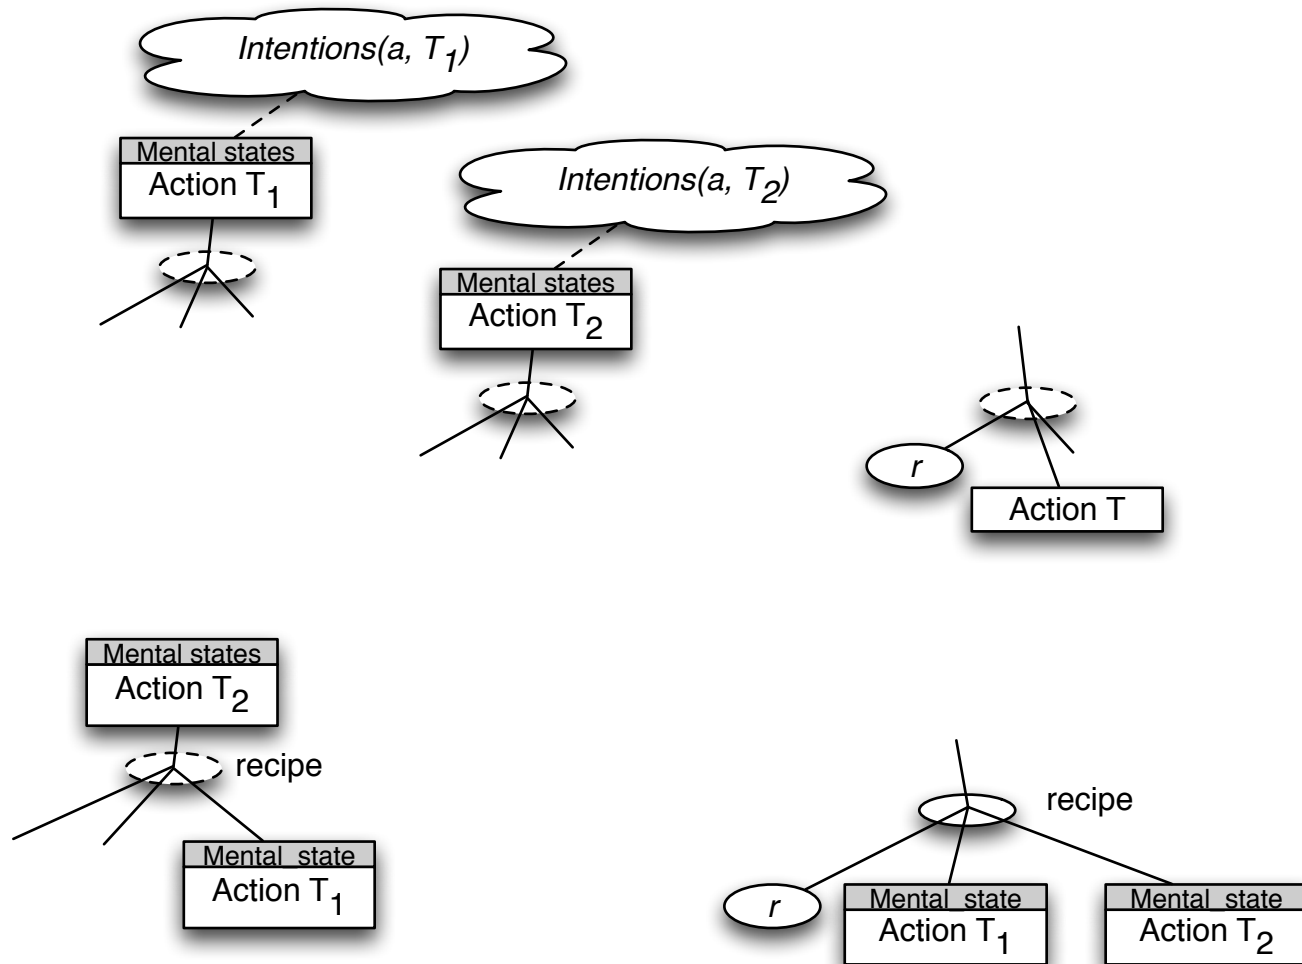 Intentions(a, T1)
Mental states
Action T1
Intentions(a, T2)
Mental states
Action T2
r
Action T
Mental states
Action T2
recipe
Mental_state
Action T1
recipe
r
Mental_state
Action T1
Mental_state
Action T2